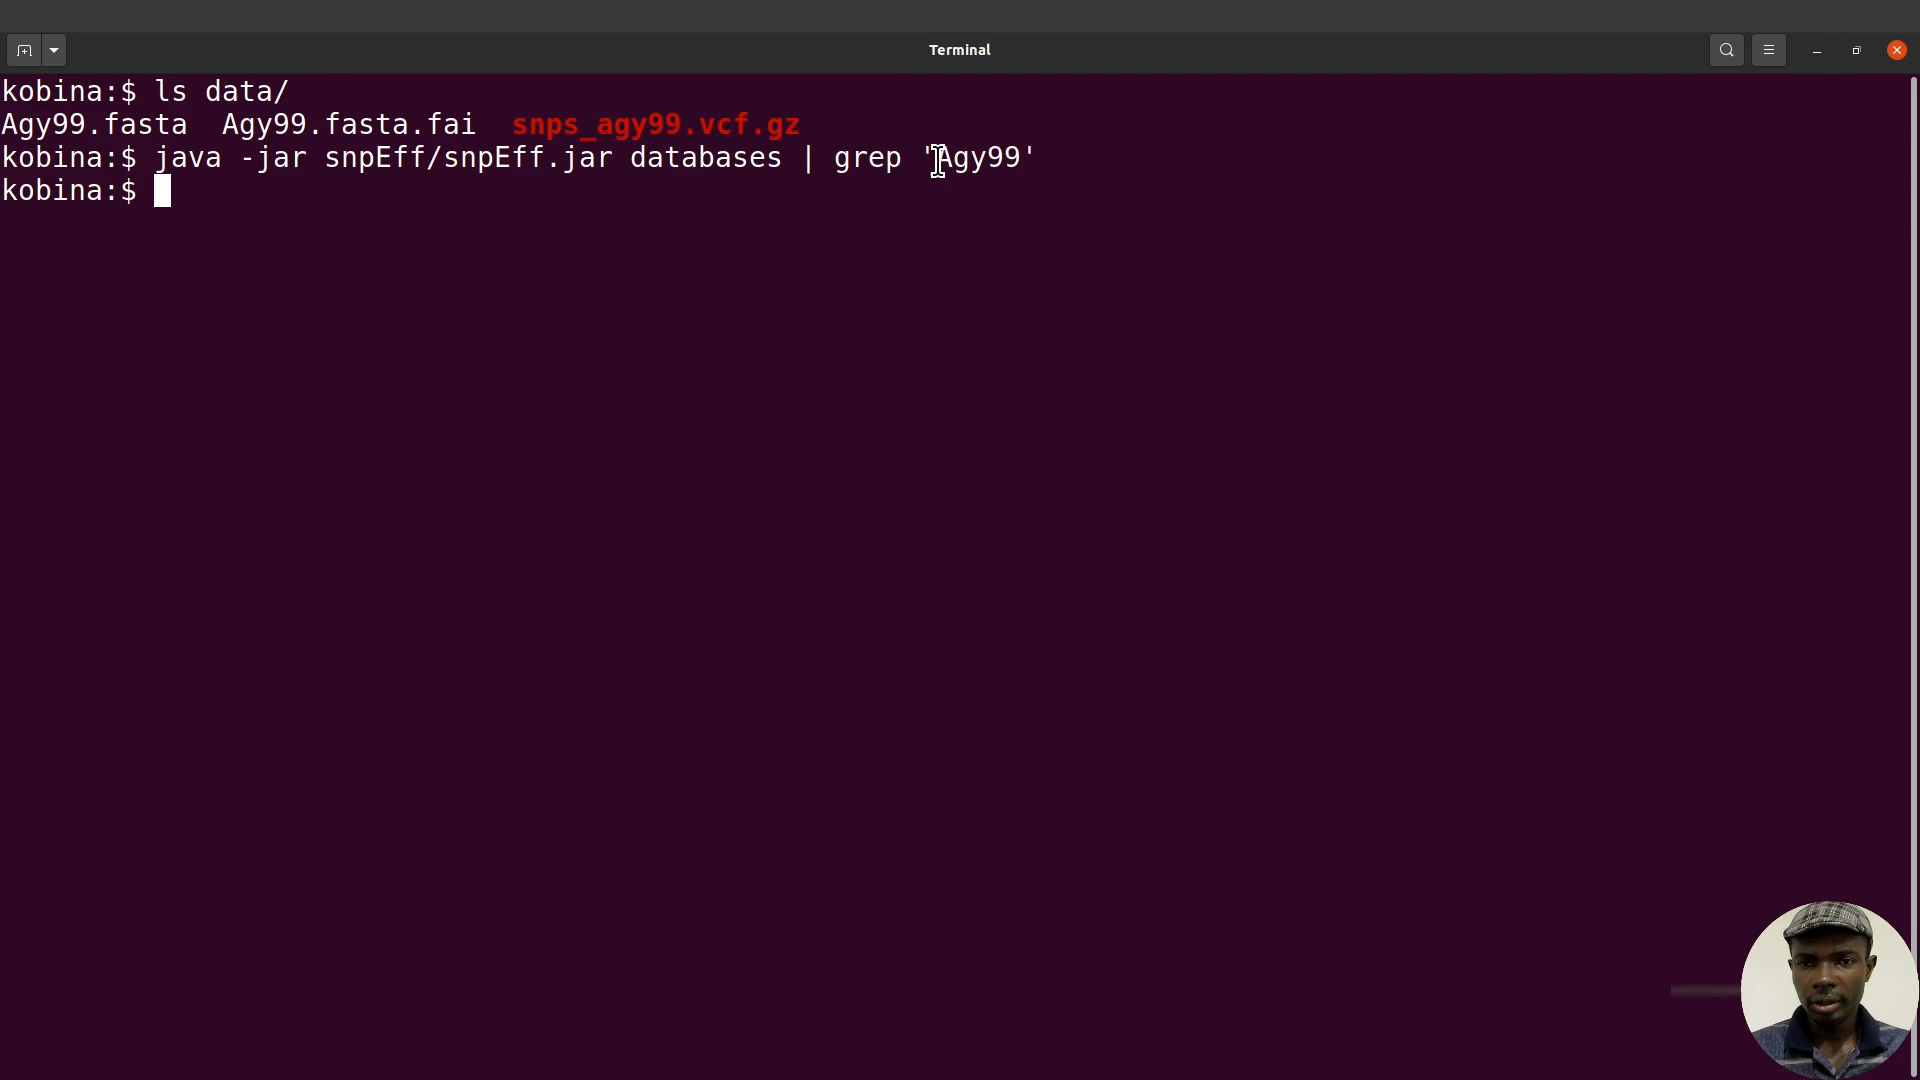 Terminal
kobina:$ ls data/
Agy99.fasta  Agy99.fasta.fai  snps_agy99.vcf.gz
kobina:$ java -jar snpEff/snpEff.jar databases | grep 'Agy99'
kobina:$